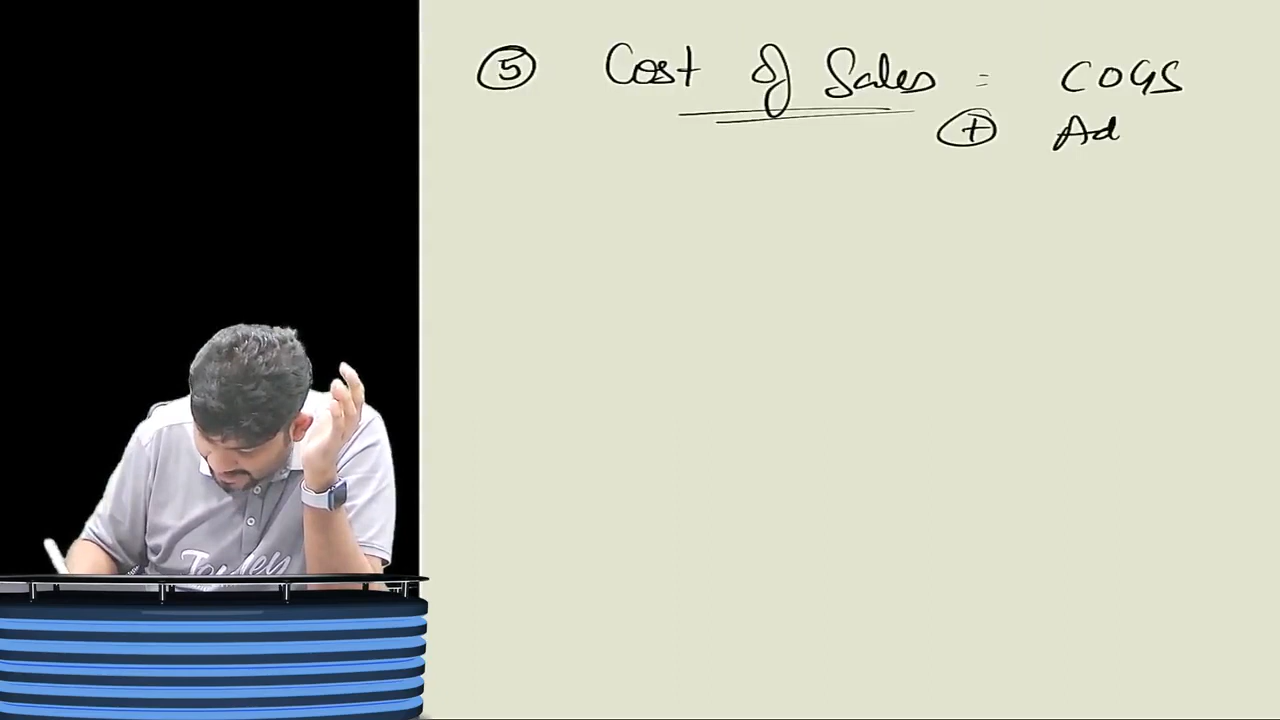 ⑤ Cost of Sales = COGS
⊕ Ad